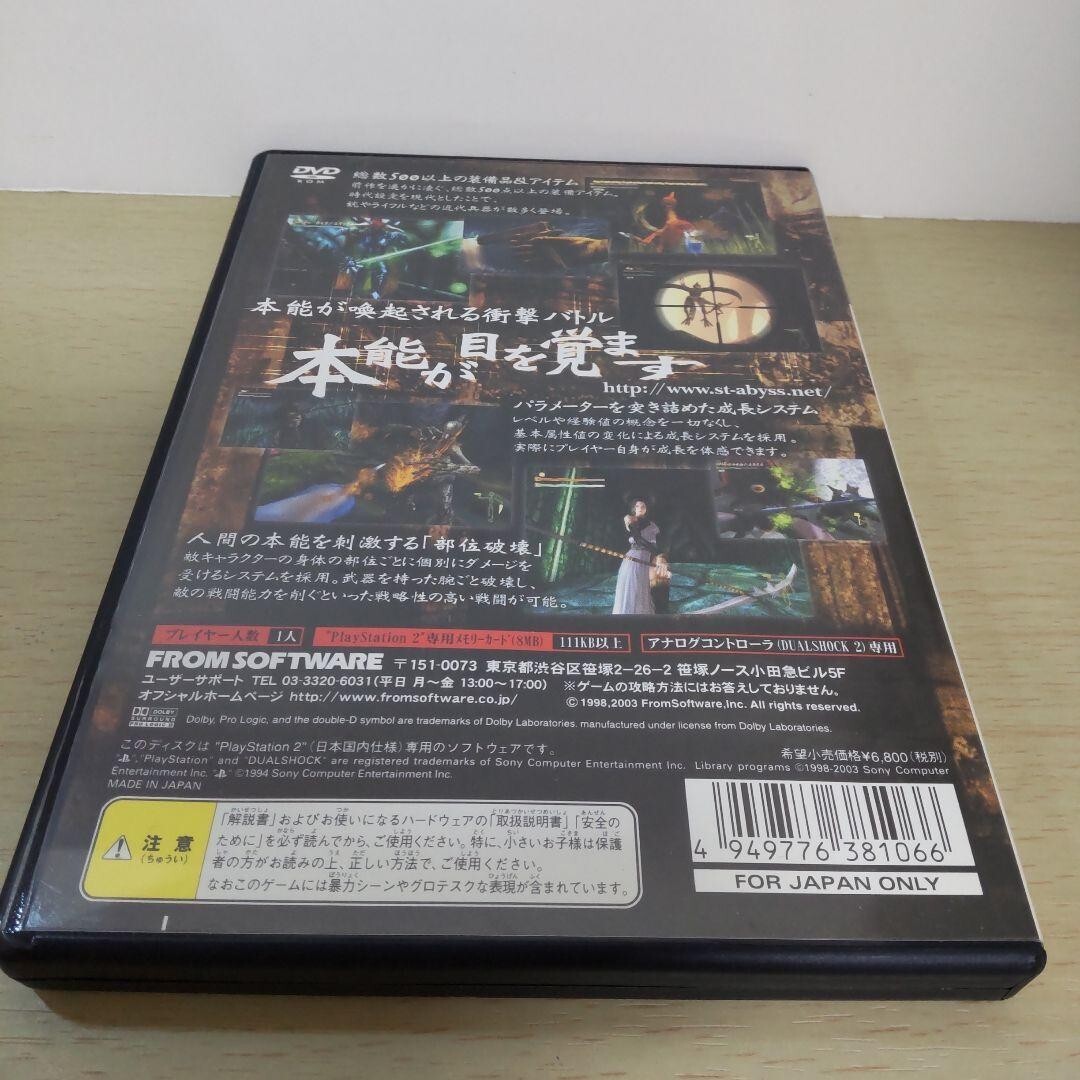 DVD
ROM
総数500以上の装備品&アイテム
前作を遥かに凌ぐ、総数500点以上の装備アイテム。
時代設定を現代としたことで、
銃やライフルなどの近代兵器が数多く登場。
本能が喚起される衝撃バトル
本能が目を覚ます
http://www.st-abyss.net/
パラメーターを突き詰めた成長システム
レベルや経験値の概念を一切なくし、
基本属性値の変化による成長システムを採用。
実際にプレイヤー自身が成長を体感できます。
人間の本能を刺激する「部位破壊」
敵キャラクターの身体の部位ごとに個別にダメージを
受けるシステムを採用。武器を持った腕ごと破壊し、
敵の戦闘能力を削ぐといった戦略性の高い戦闘が可能。
プレイヤー人数 1人 "PlayStation 2"専用メモリーカード(8MB) 111KB以上 アナログコントローラ(DUALSHOCK 2)専用
FROM SOFTWARE 〒151-0073 東京都渋谷区笹塚2-26-2 笹塚ノース小田急ビル5F
ユーザーサポート TEL 03-3320-6031(平日 月〜金 13:00〜17:00) ※ゲームの攻略方法にはお答えしておりません。
オフシャルホームページ http://www.fromsoftware.co.jp/ ©1998,2003 FromSoftware,Inc. All rights reserved.
DOLBY
SURROUND
PRO LOGIC II
Dolby, Pro Logic, and the double-D symbol are trademarks of Dolby Laboratories. manufactured under license from Dolby Laboratories.
このディスクは "PlayStation 2" (日本国内仕様) 専用のソフトウェアです。 希望小売価格¥6,800(税別)
" ", "PlayStation" and "DUALSHOCK" are registered trademarks of Sony Computer Entertainment Inc. Library programs ©1998-2003 Sony Computer
Entertainment Inc. " " ©1994 Sony Computer Entertainment Inc.
MADE IN JAPAN
注意
(ちゅうい)
「解説書」およびお使いになるハードウェアの「取扱説明書」「安全の
ために」を必ず読んでから、ご使用ください。特に、小さいお子様は保護
者の方がお読みの上、正しい方法で、ご使用ください。
なおこのゲームには暴力シーンやグロテスクな表現が含まれています。
4 949776 381066
FOR JAPAN ONLY